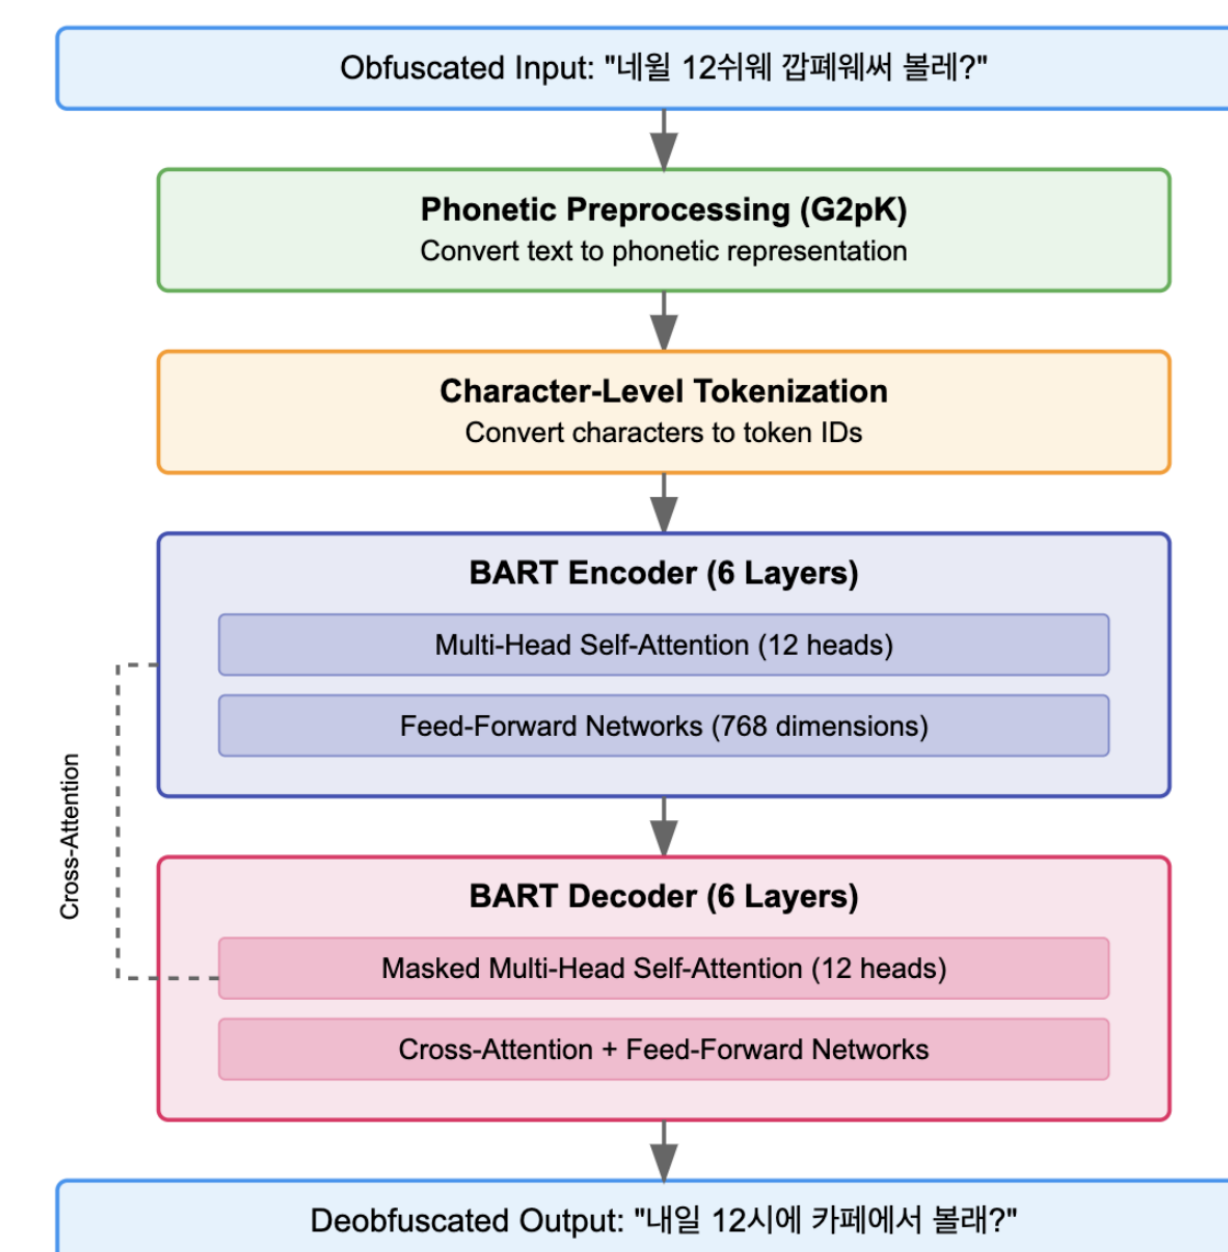 Obfuscated Input: "네윌 12쉬웨 깝폐웨써 볼레?"
Phonetic Preprocessing (G2pK)
Convert text to phonetic representation
Character-Level Tokenization
Convert characters to token IDs
BART Encoder (6 Layers)
Multi-Head Self-Attention (12 heads)
Feed-Forward Networks (768 dimensions)
Cross-Attention
BART Decoder (6 Layers)
Masked Multi-Head Self-Attention (12 heads)
Cross-Attention + Feed-Forward Networks
Deobfuscated Output: "내일 12시에 카페에서 볼래?"